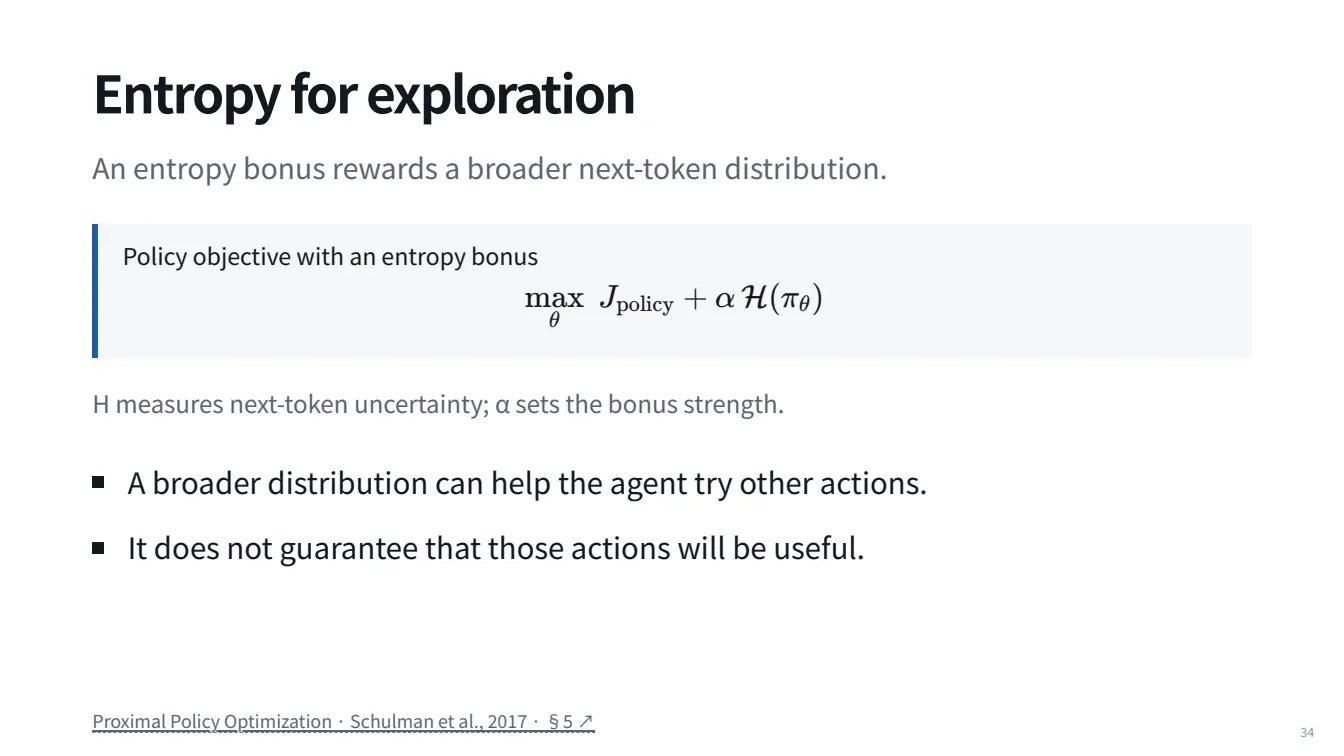 Entropy for exploration
An entropy bonus rewards a broader next-token distribution.
Policy objective with an entropy bonus
max_θ J_policy + α ℋ(π_θ)
H measures next-token uncertainty; α sets the bonus strength.
▪ A broader distribution can help the agent try other actions.
▪ It does not guarantee that those actions will be useful.
Proximal Policy Optimization · Schulman et al., 2017 · § 5 ↗
34